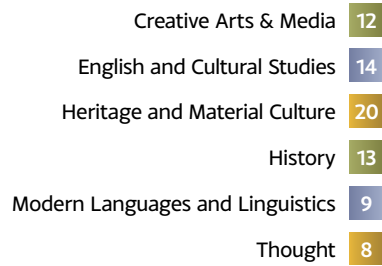 Creative Arts & Media 12
English and Cultural Studies 14
Heritage and Material Culture 20
History 13
Modern Languages and Linguistics 9
Thought 8